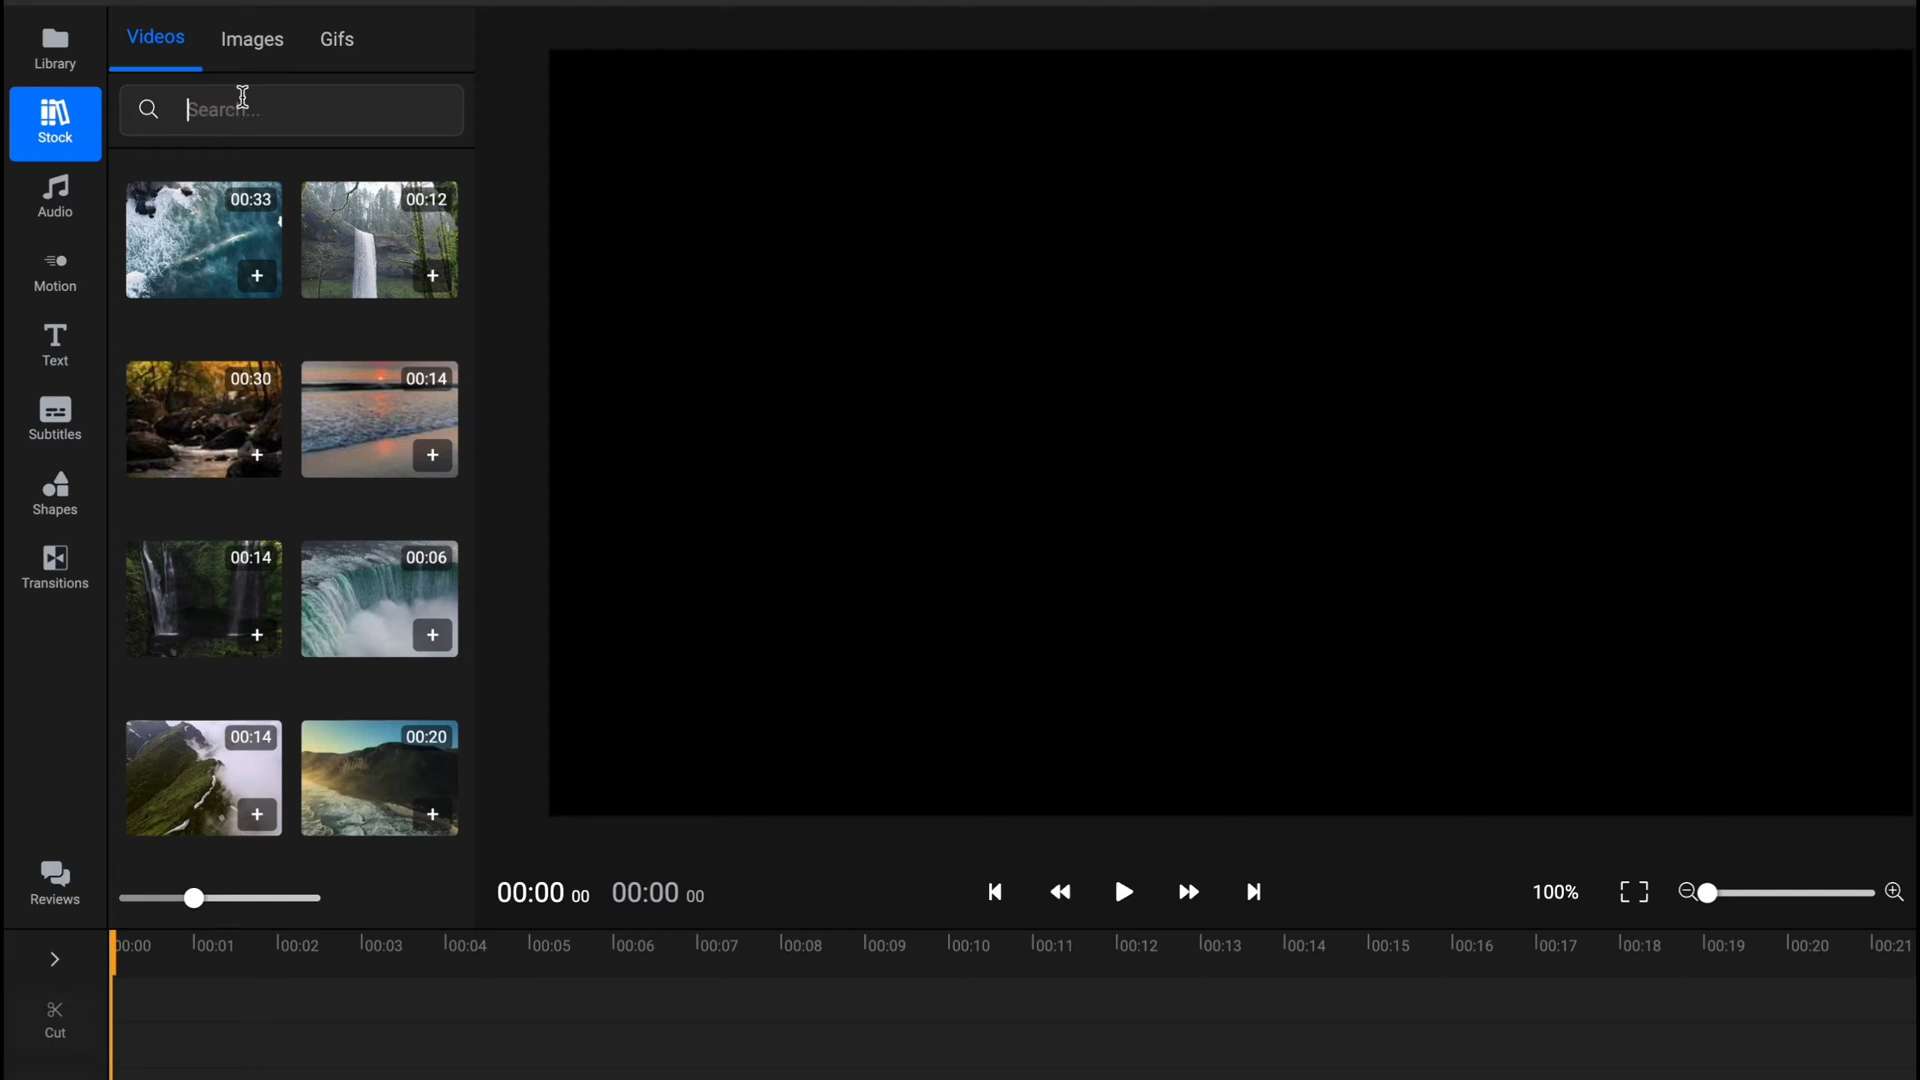 Library
Stock
Audio
Motion
Text
Subtitles
Shapes
Transitions
Reviews
Videos Images Gifs
Search...
00:33 00:12
00:30 00:14
00:14 00:06
00:14 00:20
00:00 00 00:00 00
100%
00:00 00:01 00:02 00:03 00:04 00:05 00:06 00:07 00:08 00:09 00:10 00:11 00:12 00:13 00:14 00:15 00:16 00:17 00:18 00:19 00:20 00:21
Cut